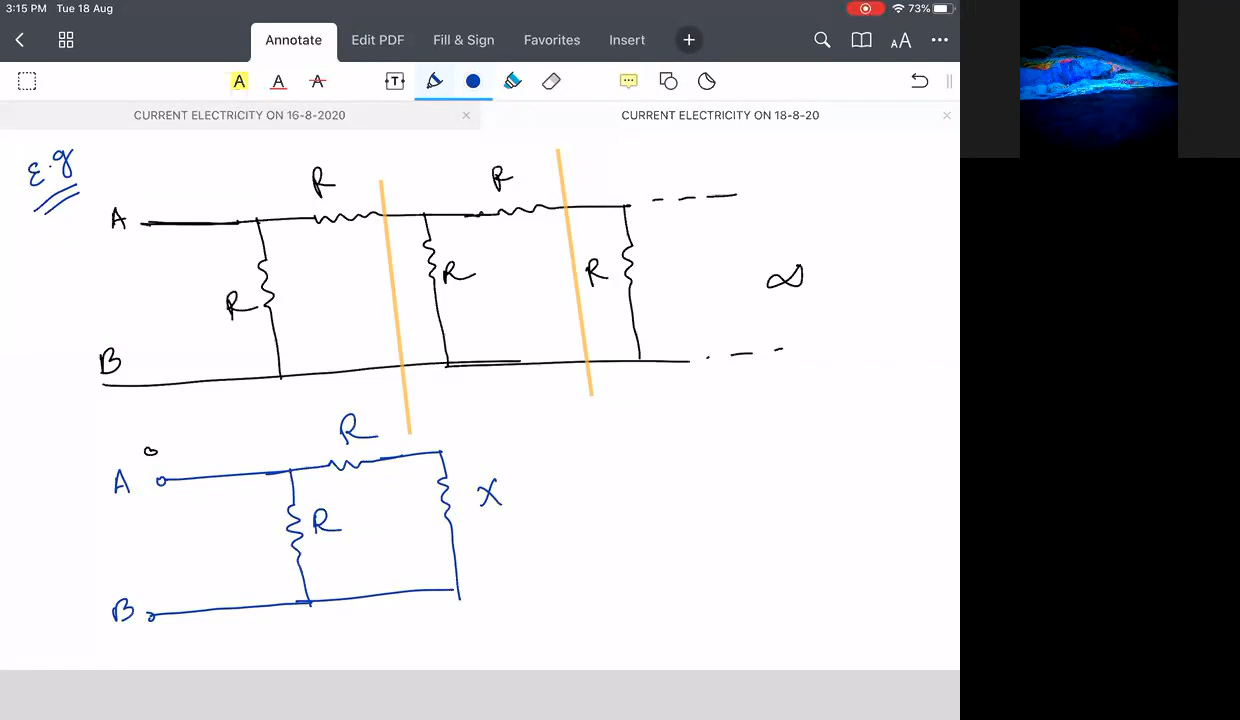 3:15 PM Tue 18 Aug
73%
Annotate Edit PDF Fill & Sign Favorites Insert
AA
A A A T
CURRENT ELECTRICITY ON 16-8-2020 × CURRENT ELECTRICITY ON 18-8-20 ×
E.g
R R
A
R R R ∞
B
R
A X
R
B